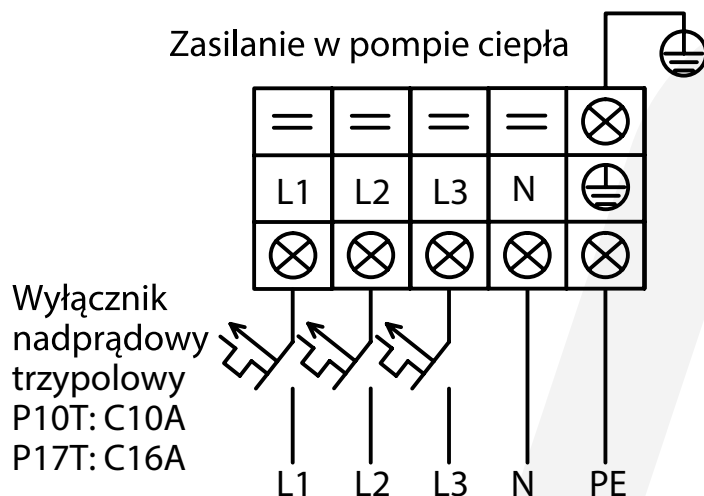 Zasilanie w pompie ciepła
L1 L2 L3 N
Wyłącznik
nadprądowy
trzypolowy
P10T: C10A
P17T: C16A
L1 L2 L3 N PE